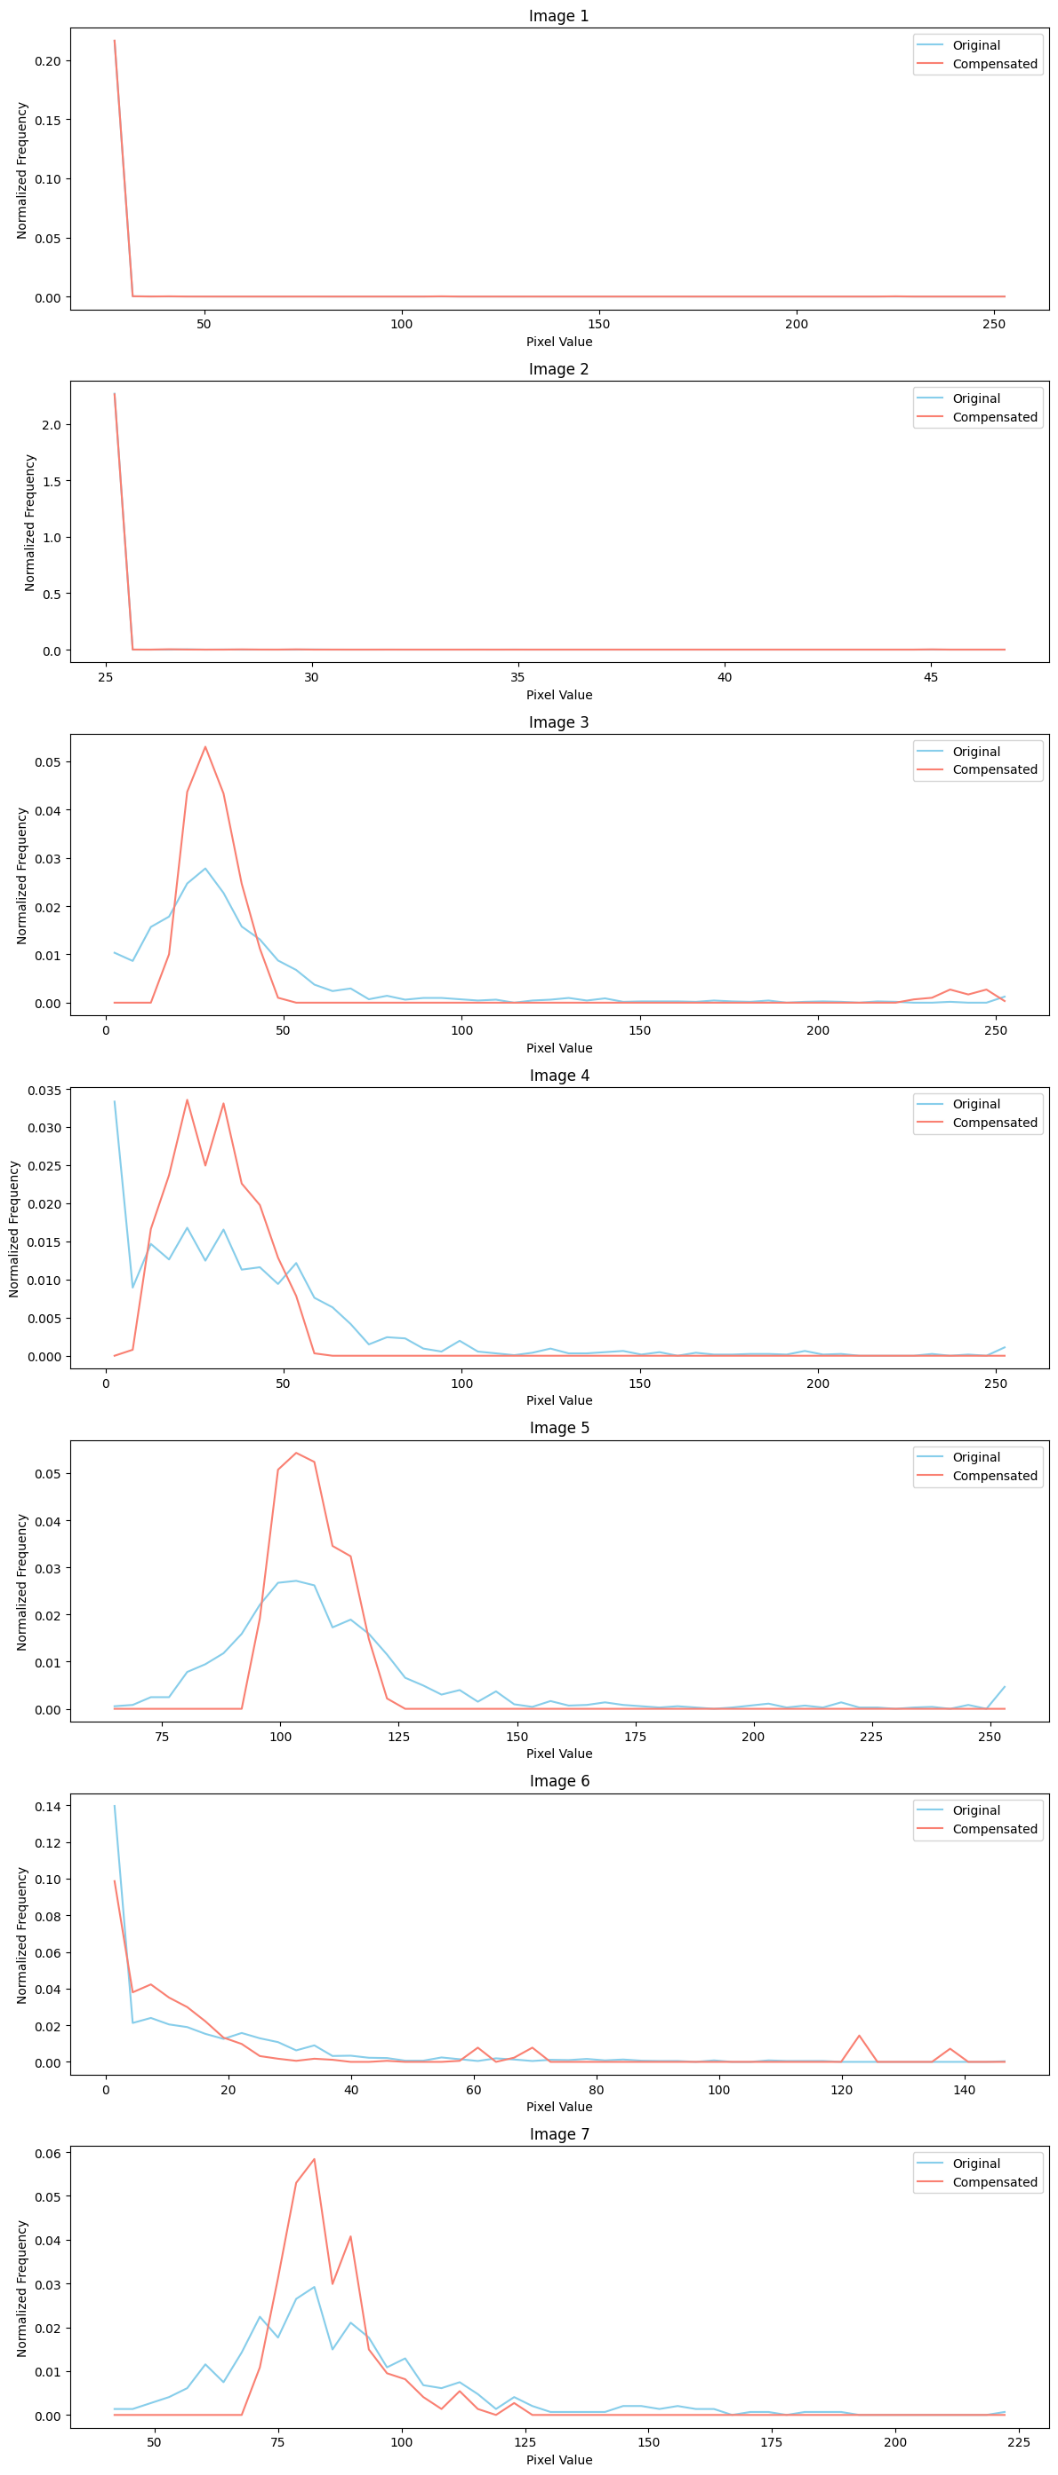 Image 1
Original
Compensated
Normalized Frequency
0.20
0.15
0.10
0.05
0.00
50 100 150 200 250
Pixel Value
Image 2
Original
Compensated
Normalized Frequency
2.0
1.5
1.0
0.5
0.0
25 30 35 40 45
Pixel Value
Image 3
Original
Compensated
Normalized Frequency
0.05
0.04
0.03
0.02
0.01
0.00
0 50 100 150 200 250
Pixel Value
Image 4
Original
Compensated
Normalized Frequency
0.035
0.030
0.025
0.020
0.015
0.010
0.005
0.000
0 50 100 150 200 250
Pixel Value
Image 5
Original
Compensated
Normalized Frequency
0.05
0.04
0.03
0.02
0.01
0.00
75 100 125 150 175 200 225 250
Pixel Value
Image 6
Original
Compensated
Normalized Frequency
0.14
0.12
0.10
0.08
0.06
0.04
0.02
0.00
0 20 40 60 80 100 120 140
Pixel Value
Image 7
Original
Compensated
Normalized Frequency
0.06
0.05
0.04
0.03
0.02
0.01
0.00
50 75 100 125 150 175 200 225
Pixel Value